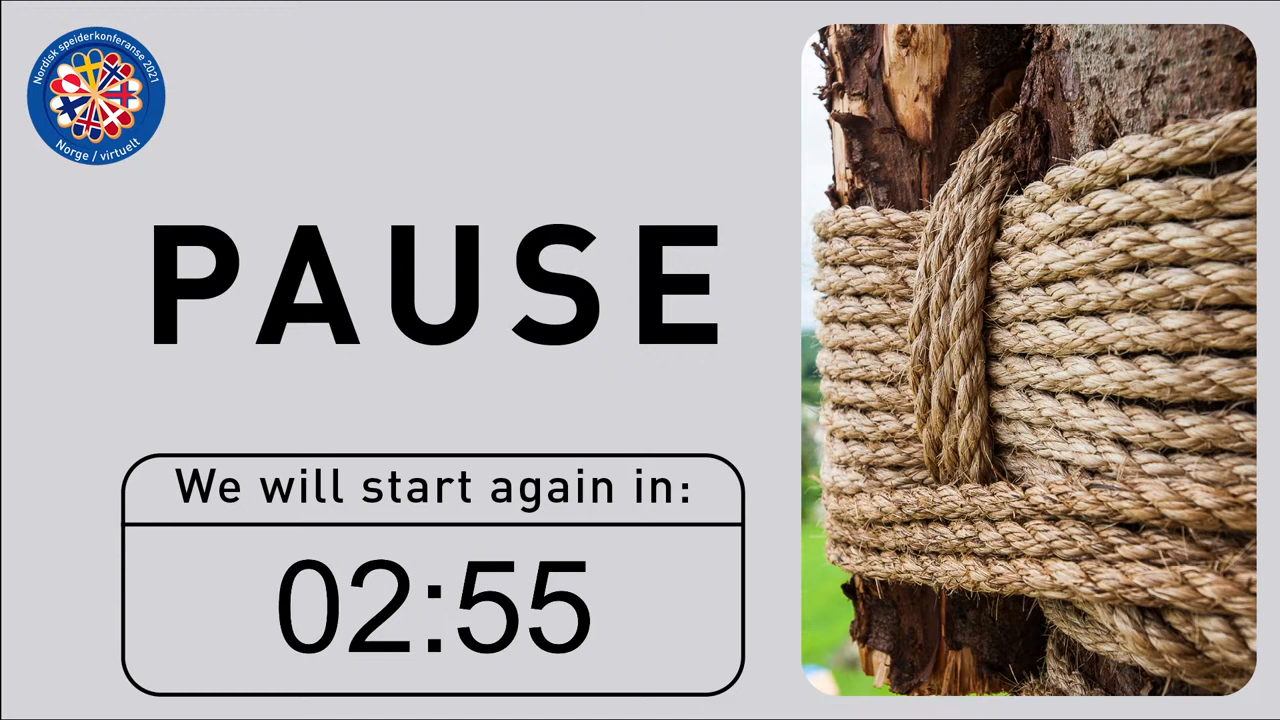 Nordisk speiderkonferanse 2021
Norge / virtuelt
PAUSE
We will start again in:
02:55